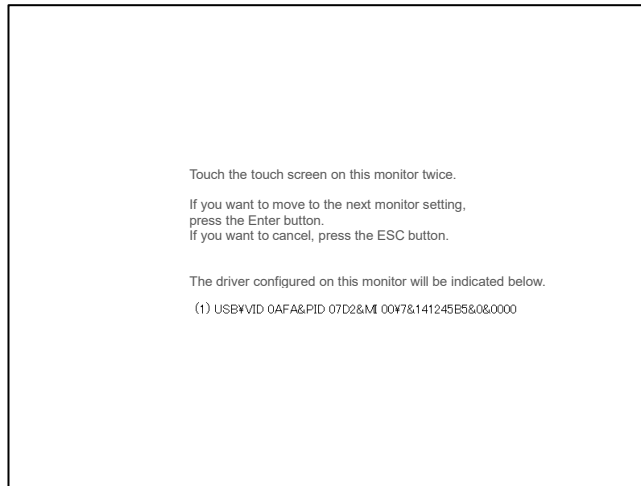 Touch the touch screen on this monitor twice.
If you want to move to the next monitor setting,
press the Enter button.
If you want to cancel, press the ESC button.
The driver configured on this monitor will be indicated below.
(1) USB¥VID 0AFA&PID 07D2&MI 00¥7&141245B5&0&0000